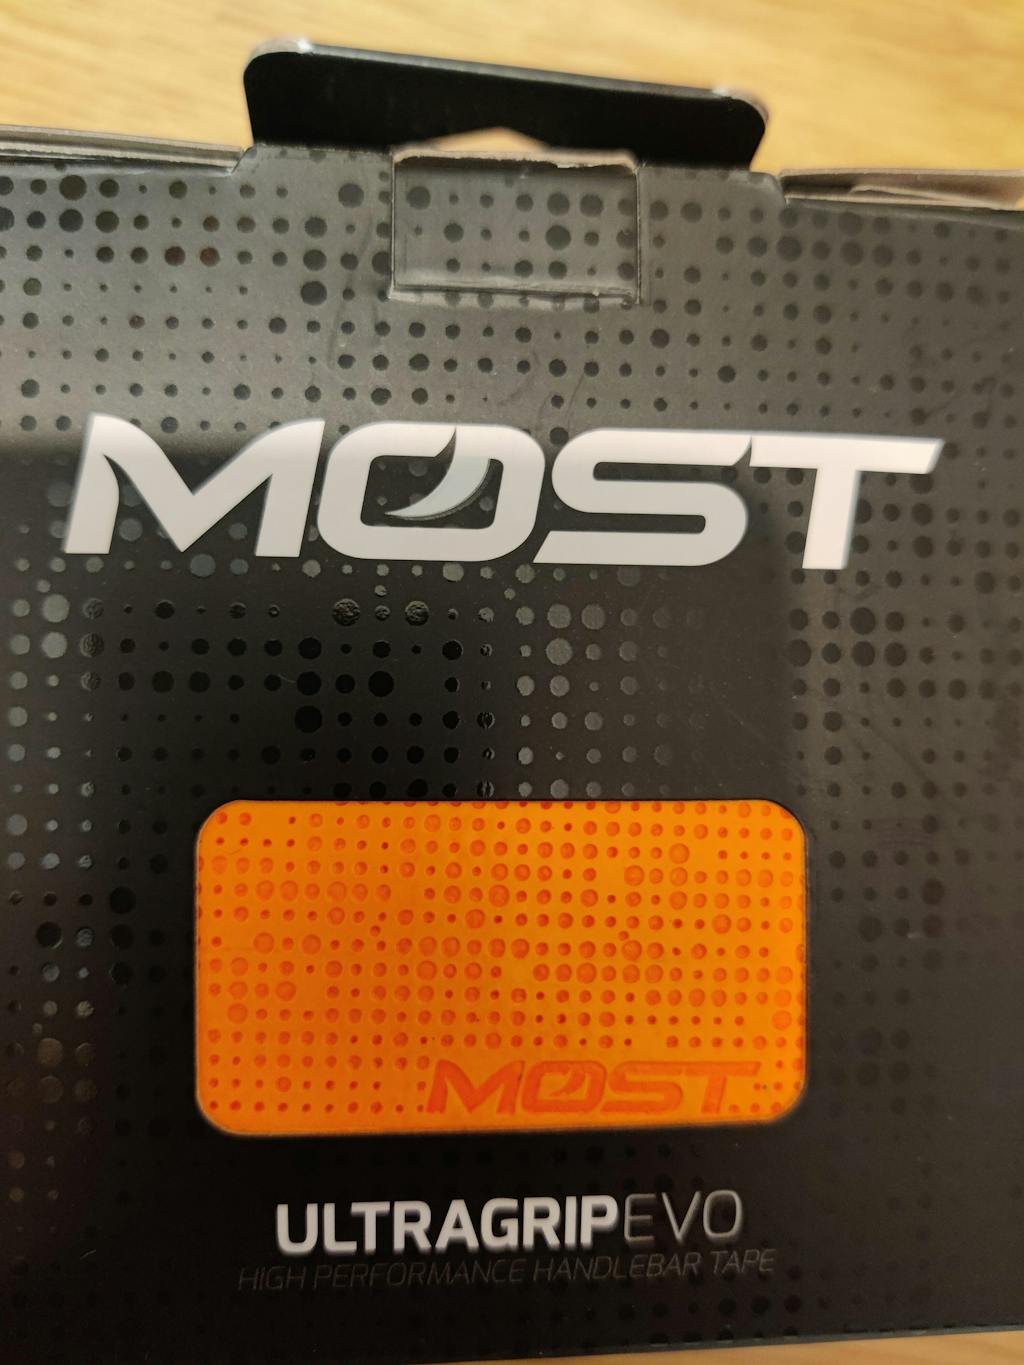 MOST
MOST
ULTRAGRIPEVO
HIGH PERFORMANCE HANDLEBAR TAPE